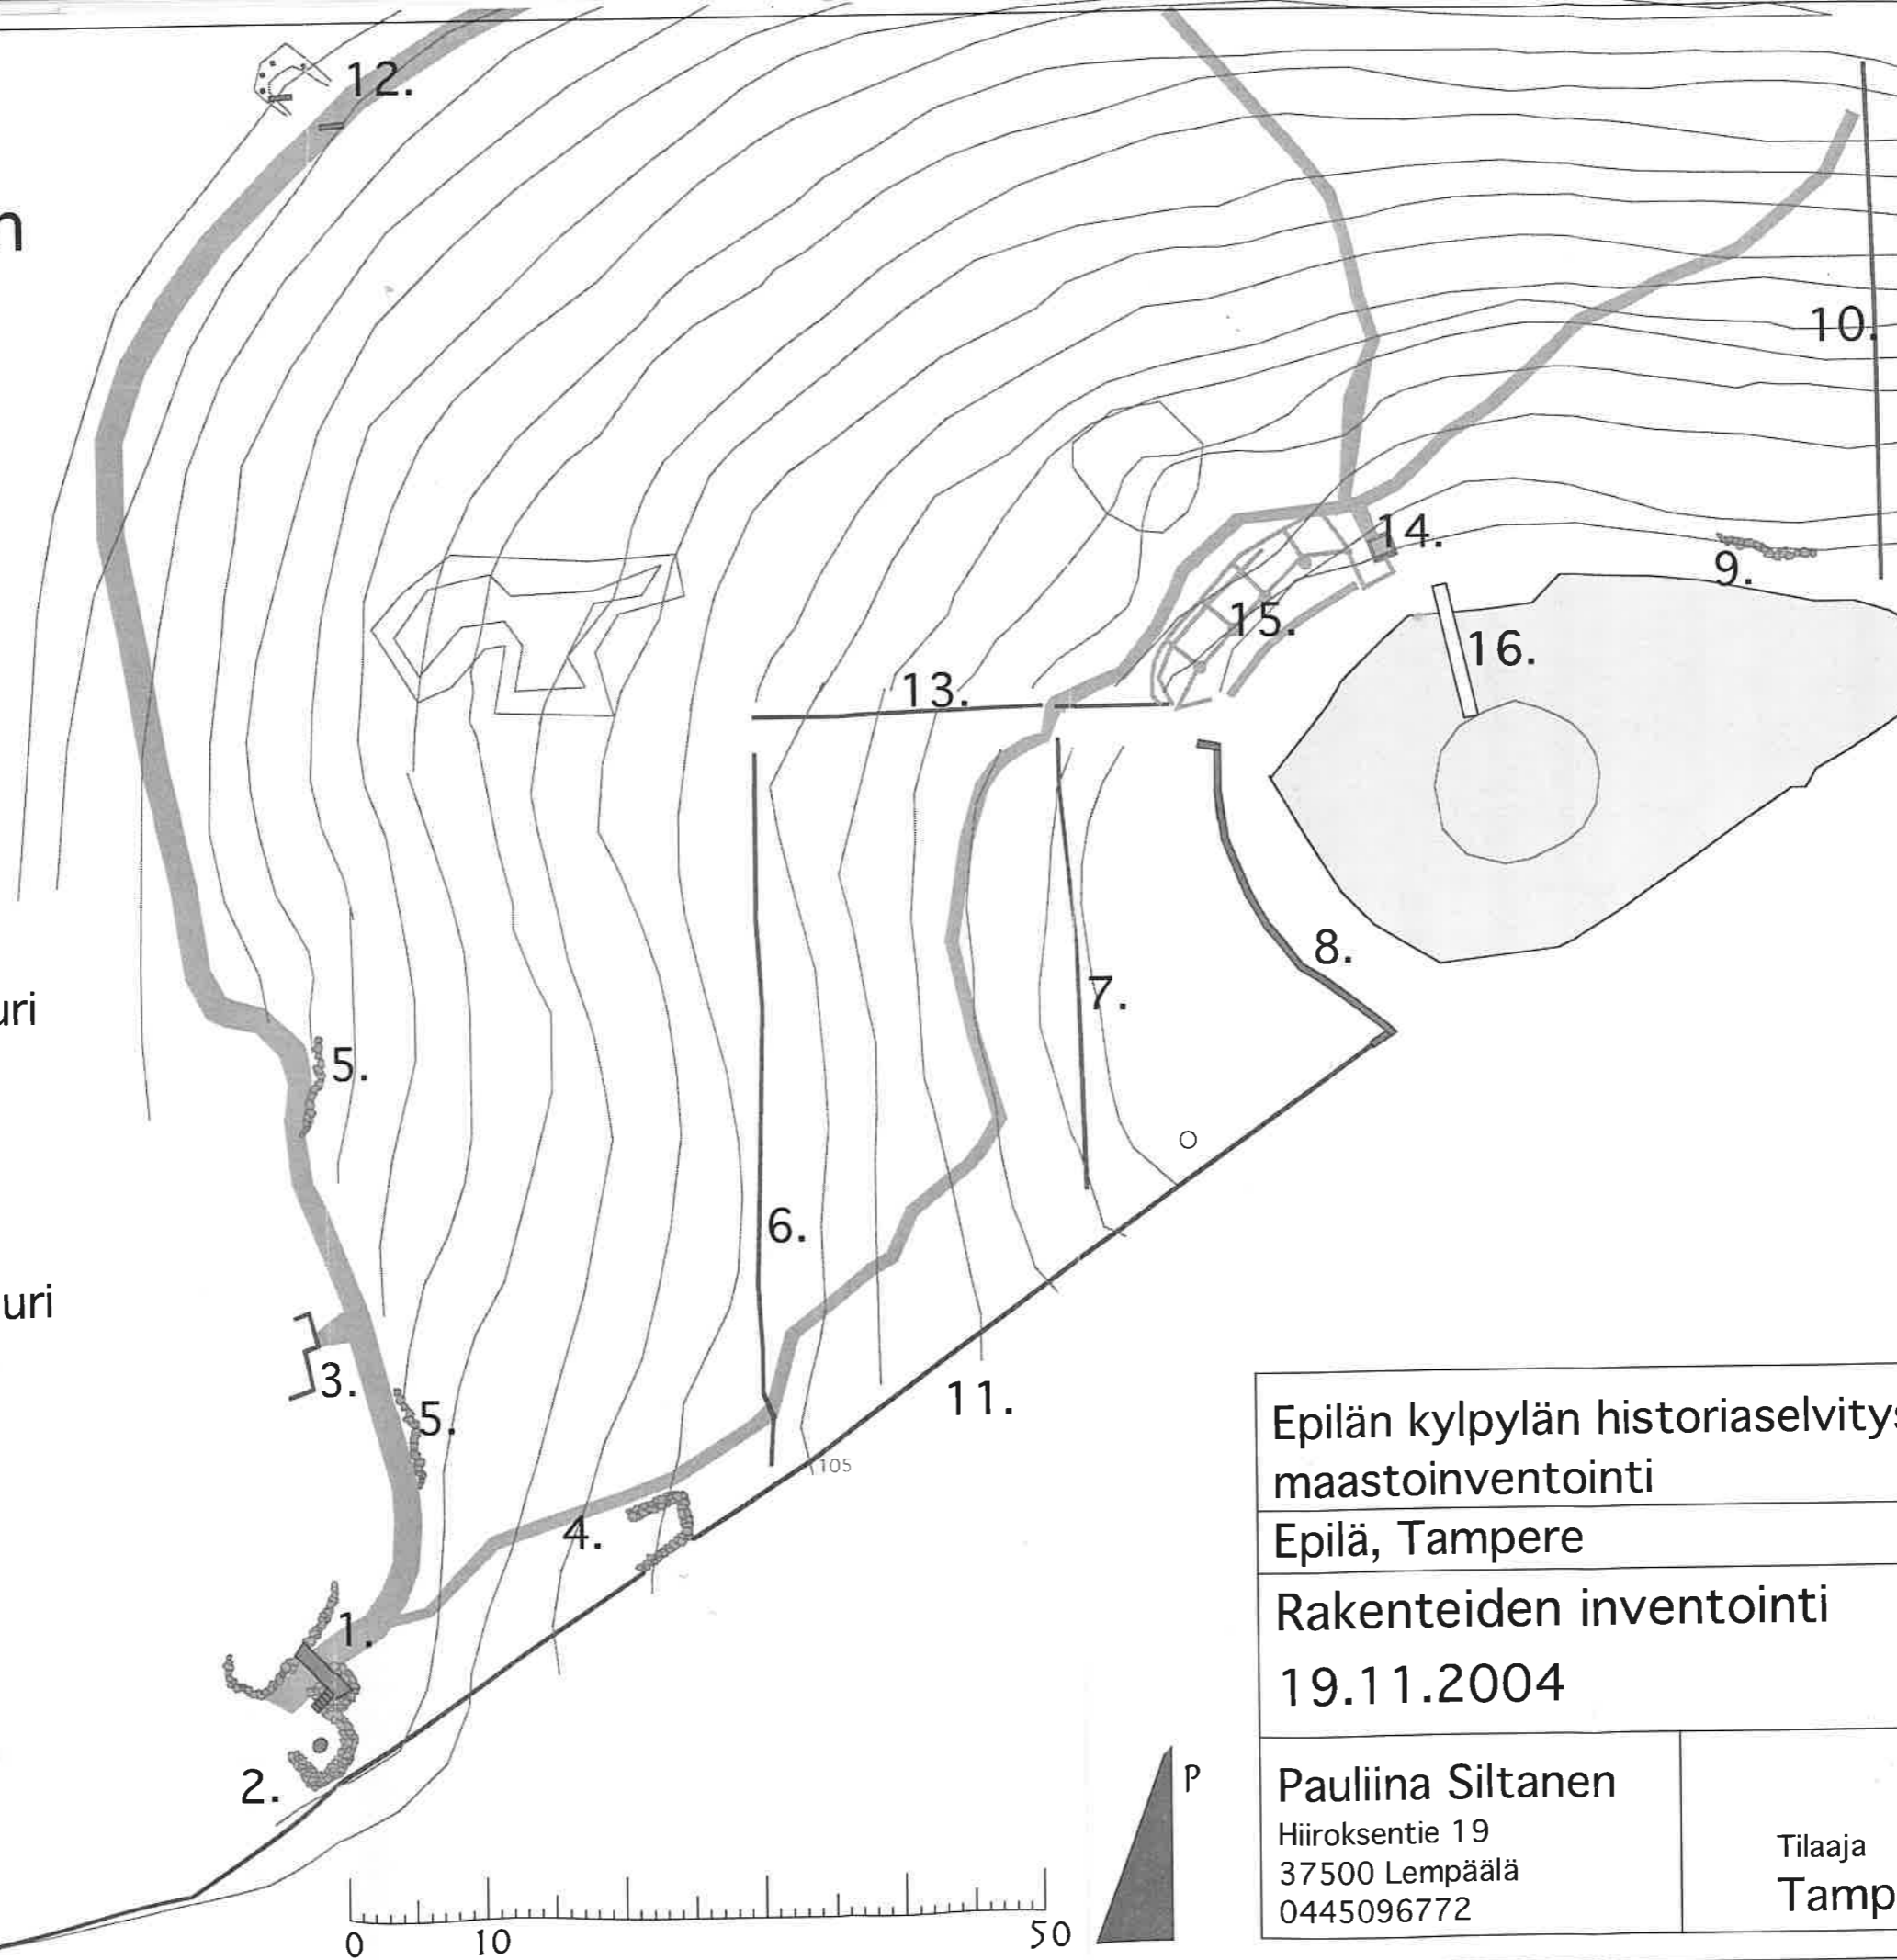 12.
n
10.
14.
9.
15.
16.
13.
8.
7.
uri
5.
6.
uri
3.
5.
11.
105
4.
1.
2.
0 10 50
P
Epilän kylpylän historiaselvitys
maastoinventointi
Epilä, Tampere
Rakenteiden inventointi
19.11.2004
Pauliina Siltanen
Hiiroksentie 19
37500 Lempäälä
0445096772
Tilaaja
Tamp